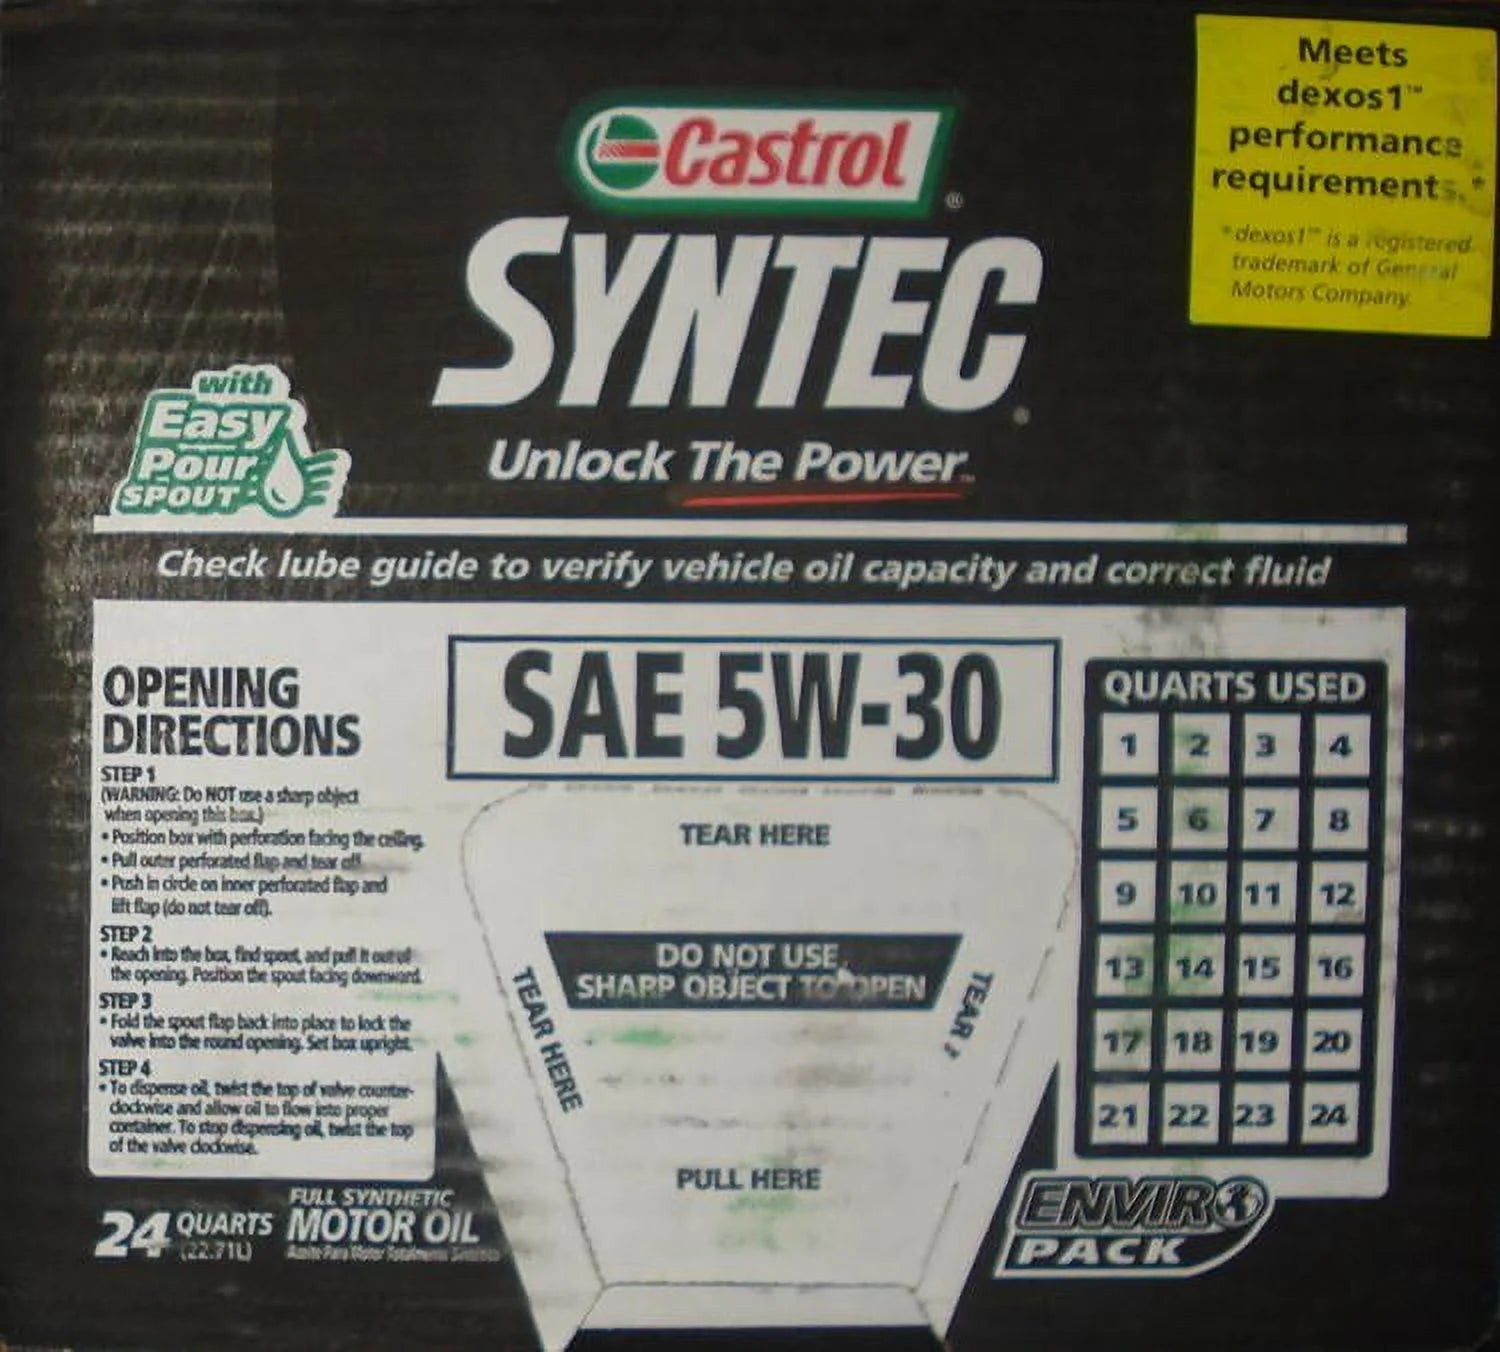 Meets
dexos1™
performance
requirements.*
*dexos1™ is a registered
trademark of General
Motors Company.
Castrol®
SYNTEC®
Unlock The Power™
with
Easy
Pour
SPOUT
Check lube guide to verify vehicle oil capacity and correct fluid
OPENING
DIRECTIONS
STEP 1
(WARNING: Do NOT use a sharp object
when opening this box.)
• Position box with perforation facing the ceiling.
• Pull outer perforated flap and tear off.
• Push in circle on inner perforated flap and
lift flap (do not tear off).
STEP 2
• Reach into the box, find spout, and pull it out of
the opening. Position the spout facing downward.
STEP 3
• Fold the spout flap back into place to lock the
valve into the round opening. Set box upright.
STEP 4
• To dispense oil, twist the top of valve counter-
clockwise and allow oil to flow into proper
container. To stop dispensing oil, twist the top
of the valve clockwise.
24 QUARTS
(22.71L)
FULL SYNTHETIC
MOTOR OIL
Aceite Para Motor Totalmente Sintético
SAE 5W-30
TEAR HERE
DO NOT USE
SHARP OBJECT TO OPEN
TEAR HERE
TEAR
PULL HERE
QUARTS USED
1 2 3 4
5 6 7 8
9 10 11 12
13 14 15 16
17 18 19 20
21 22 23 24
ENVIRO
PACK